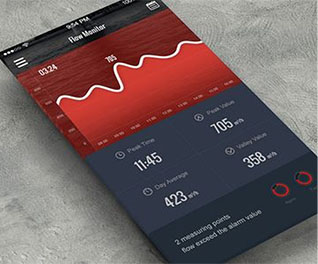 9:54 PM
100%
Flow Monitor
03.24
705
Peak Time
11:45
Peak Value
705 m³/h
Day Average
423 m³/h
Valley Value
358 m³/h
2 measuring points
flow exceed the alarm value